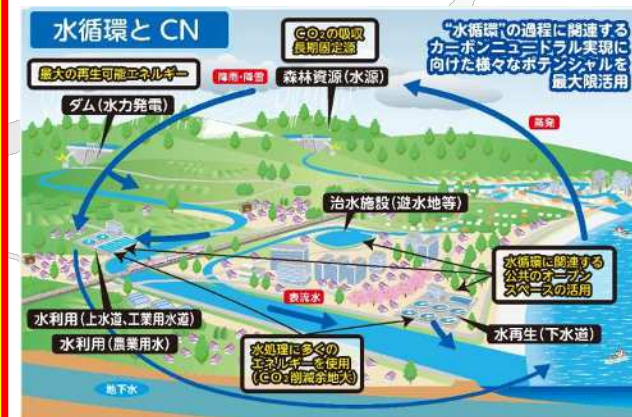 水循環とCN
CO₂の吸収
長期固定源
"水循環"の過程に関連する
カーボンニュートラル実現に
向けた様々なポテンシャルを
最大限活用
最大の再生可能エネルギー
ダム(水力発電)
降雨・降雪
森林資源(水源)
蒸発
治水施設(遊水地等)
水循環に関連する
公共のオープン
スペースの活用
表流水
水利用(上水道、工業用水道)
水利用(農業用水)
水再生(下水道)
水処理に多くの
エネルギーを使用
(CO₂削減余地大)
地下水